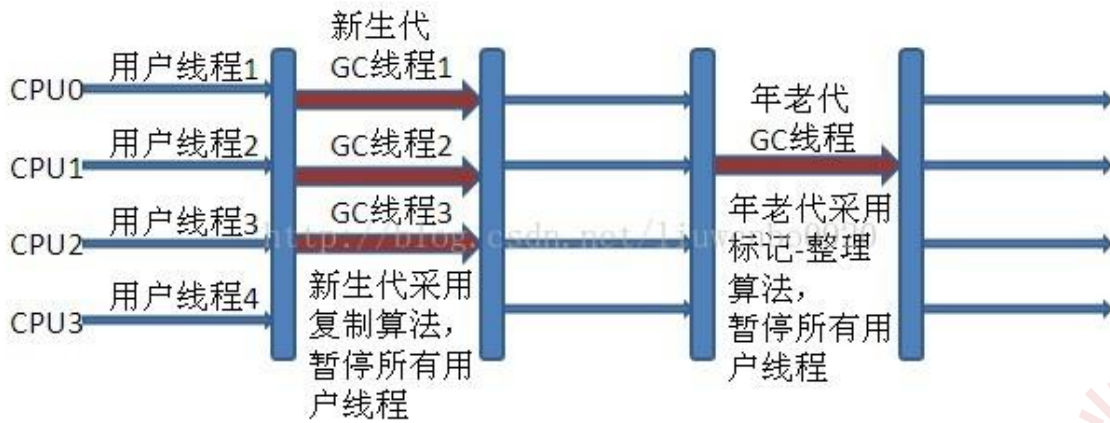 CPU0
用户线程1
CPU1
用户线程2
CPU2
用户线程3
CPU3
用户线程4
新生代
GC线程1
GC线程2
GC线程3
新生代采用
复制算法，
暂停所有用
户线程
年老代
GC线程
年老代采用
标记-整理
算法，
暂停所有用
户线程